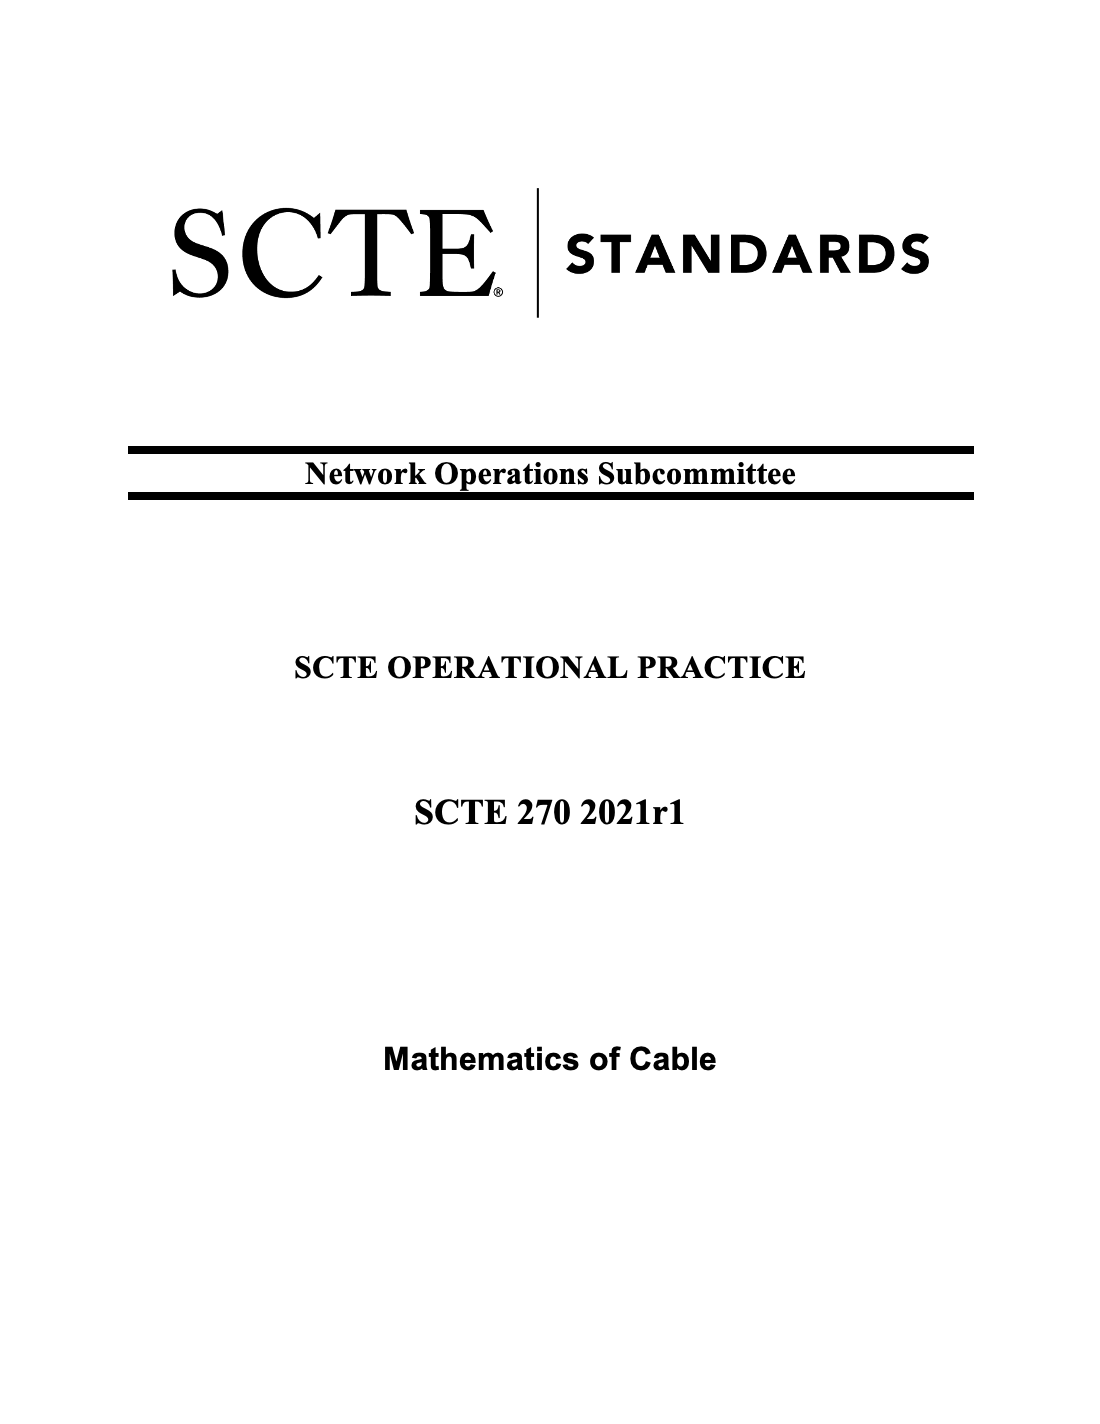 SCTE® STANDARDS
Network Operations Subcommittee
SCTE OPERATIONAL PRACTICE
SCTE 270 2021r1
Mathematics of Cable